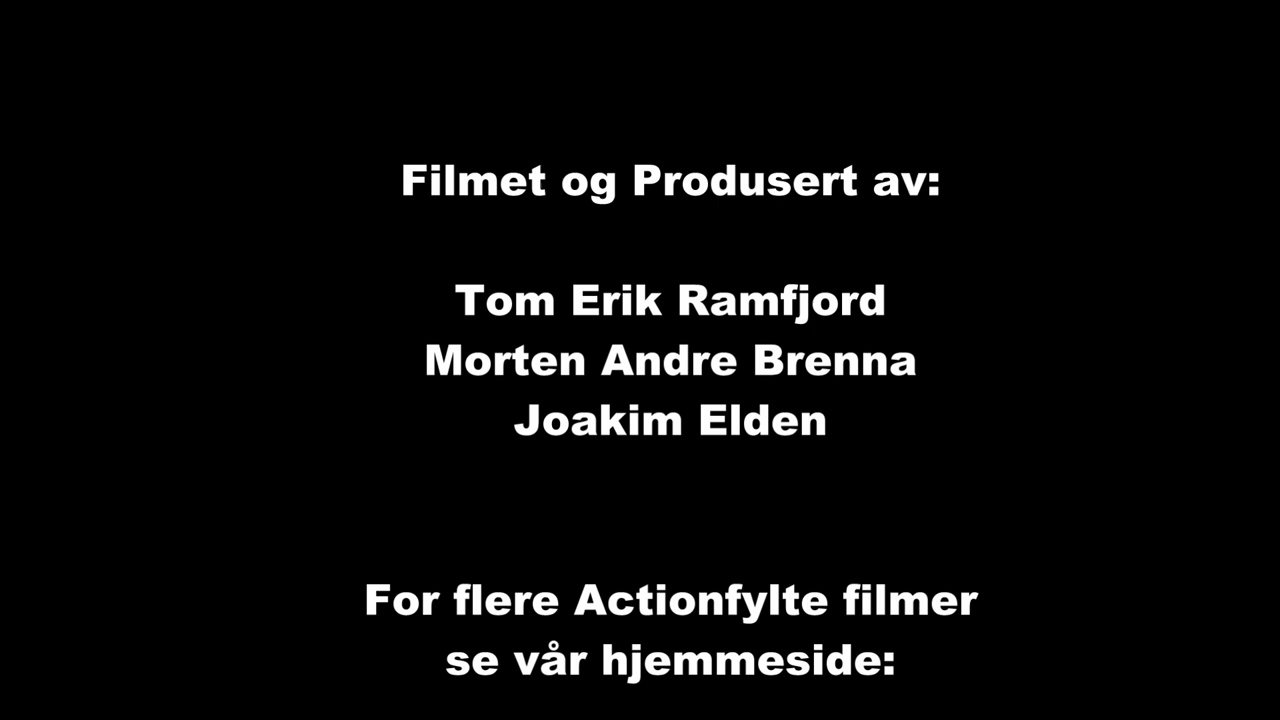 Filmet og Produsert av:
Tom Erik Ramfjord
Morten Andre Brenna
Joakim Elden
For flere Actionfylte filmer
se vår hjemmeside: